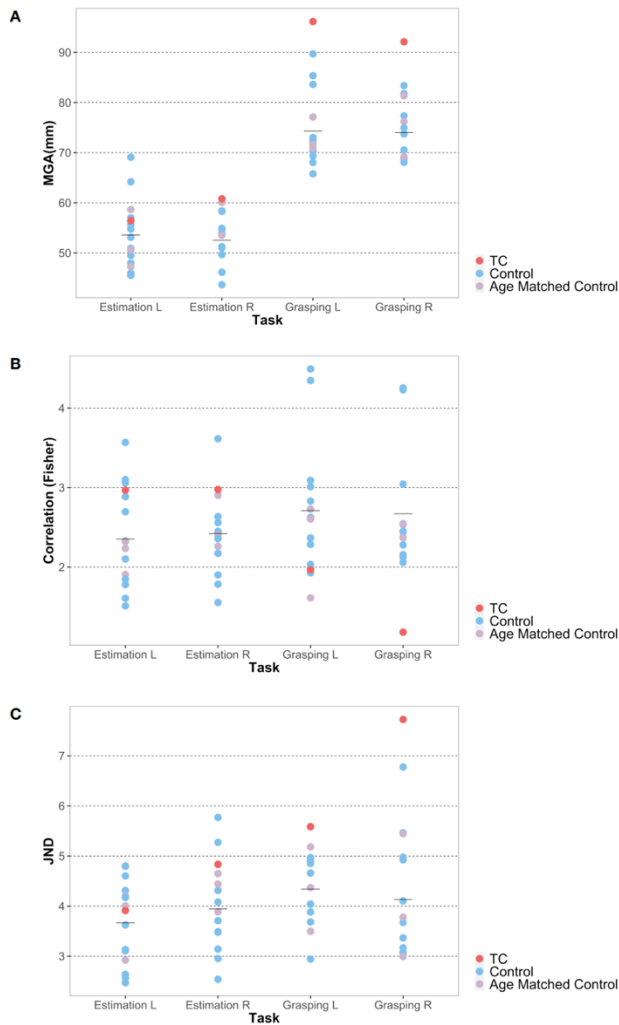 A
MGA(mm)
90
80
70
60
50
Estimation L Estimation R Grasping L Grasping R
Task
TC
Control
Age Matched Control
B
Correlation (Fisher)
4
3
2
Estimation L Estimation R Grasping L Grasping R
Task
TC
Control
Age Matched Control
C
JND
7
6
5
4
3
Estimation L Estimation R Grasping L Grasping R
Task
TC
Control
Age Matched Control